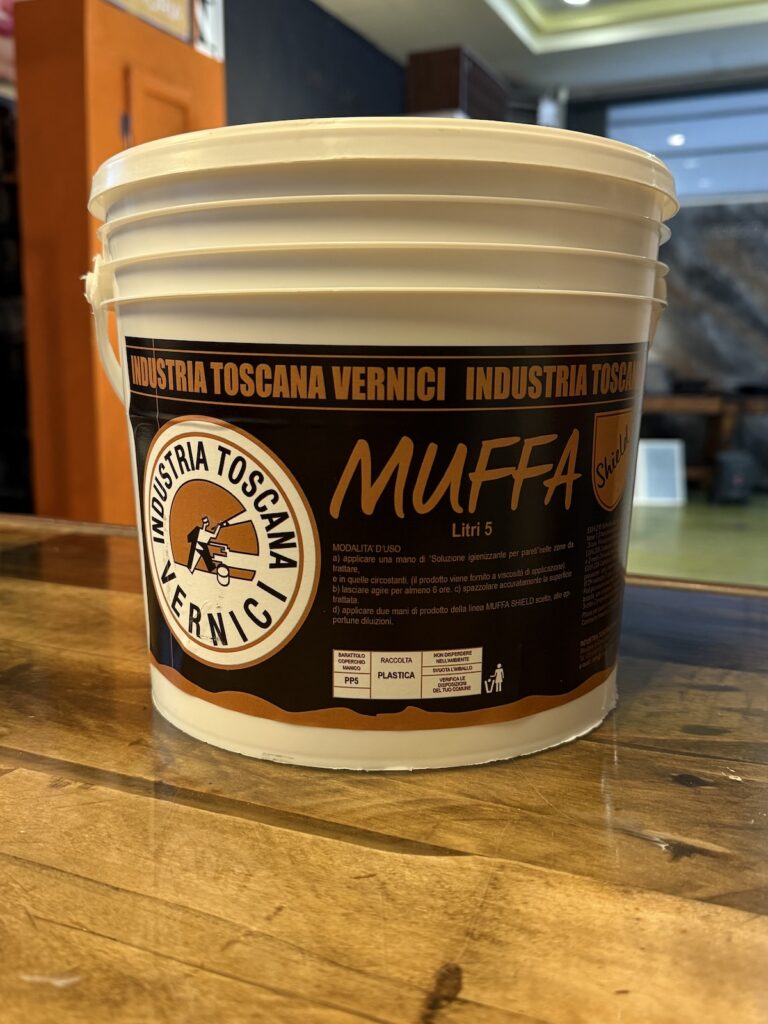 INDUSTRIA TOSCANA VERNICI INDUSTRIA TOSCA
INDUSTRIA TOSCANA
VERNICI
MUFFA
Shield
Litri 5
MODALITA' D'USO
a) applicare una mano di "Soluzione igienizzante per pareti"nelle zone da
trattare,
e in quelle circostanti, (il prodotto viene fornito a viscosità di applicazione)
b) lasciare agire per almeno 6 ore. c) spazzolare accuratamente la superficie
trattata.
d) applicare due mani di prodotto della linea MUFFA SHIELD scelto, alle op-
portune diluizioni.
BARATTOLO
COPERCHIO
MANICO
PP5
RACCOLTA
PLASTICA
NON DISPERDERE
NELL'AMBIENTE
SVUOTA L'IMBALLO
VERIFICA LE
DISPOSIZIONI
DEL TUO COMUNE